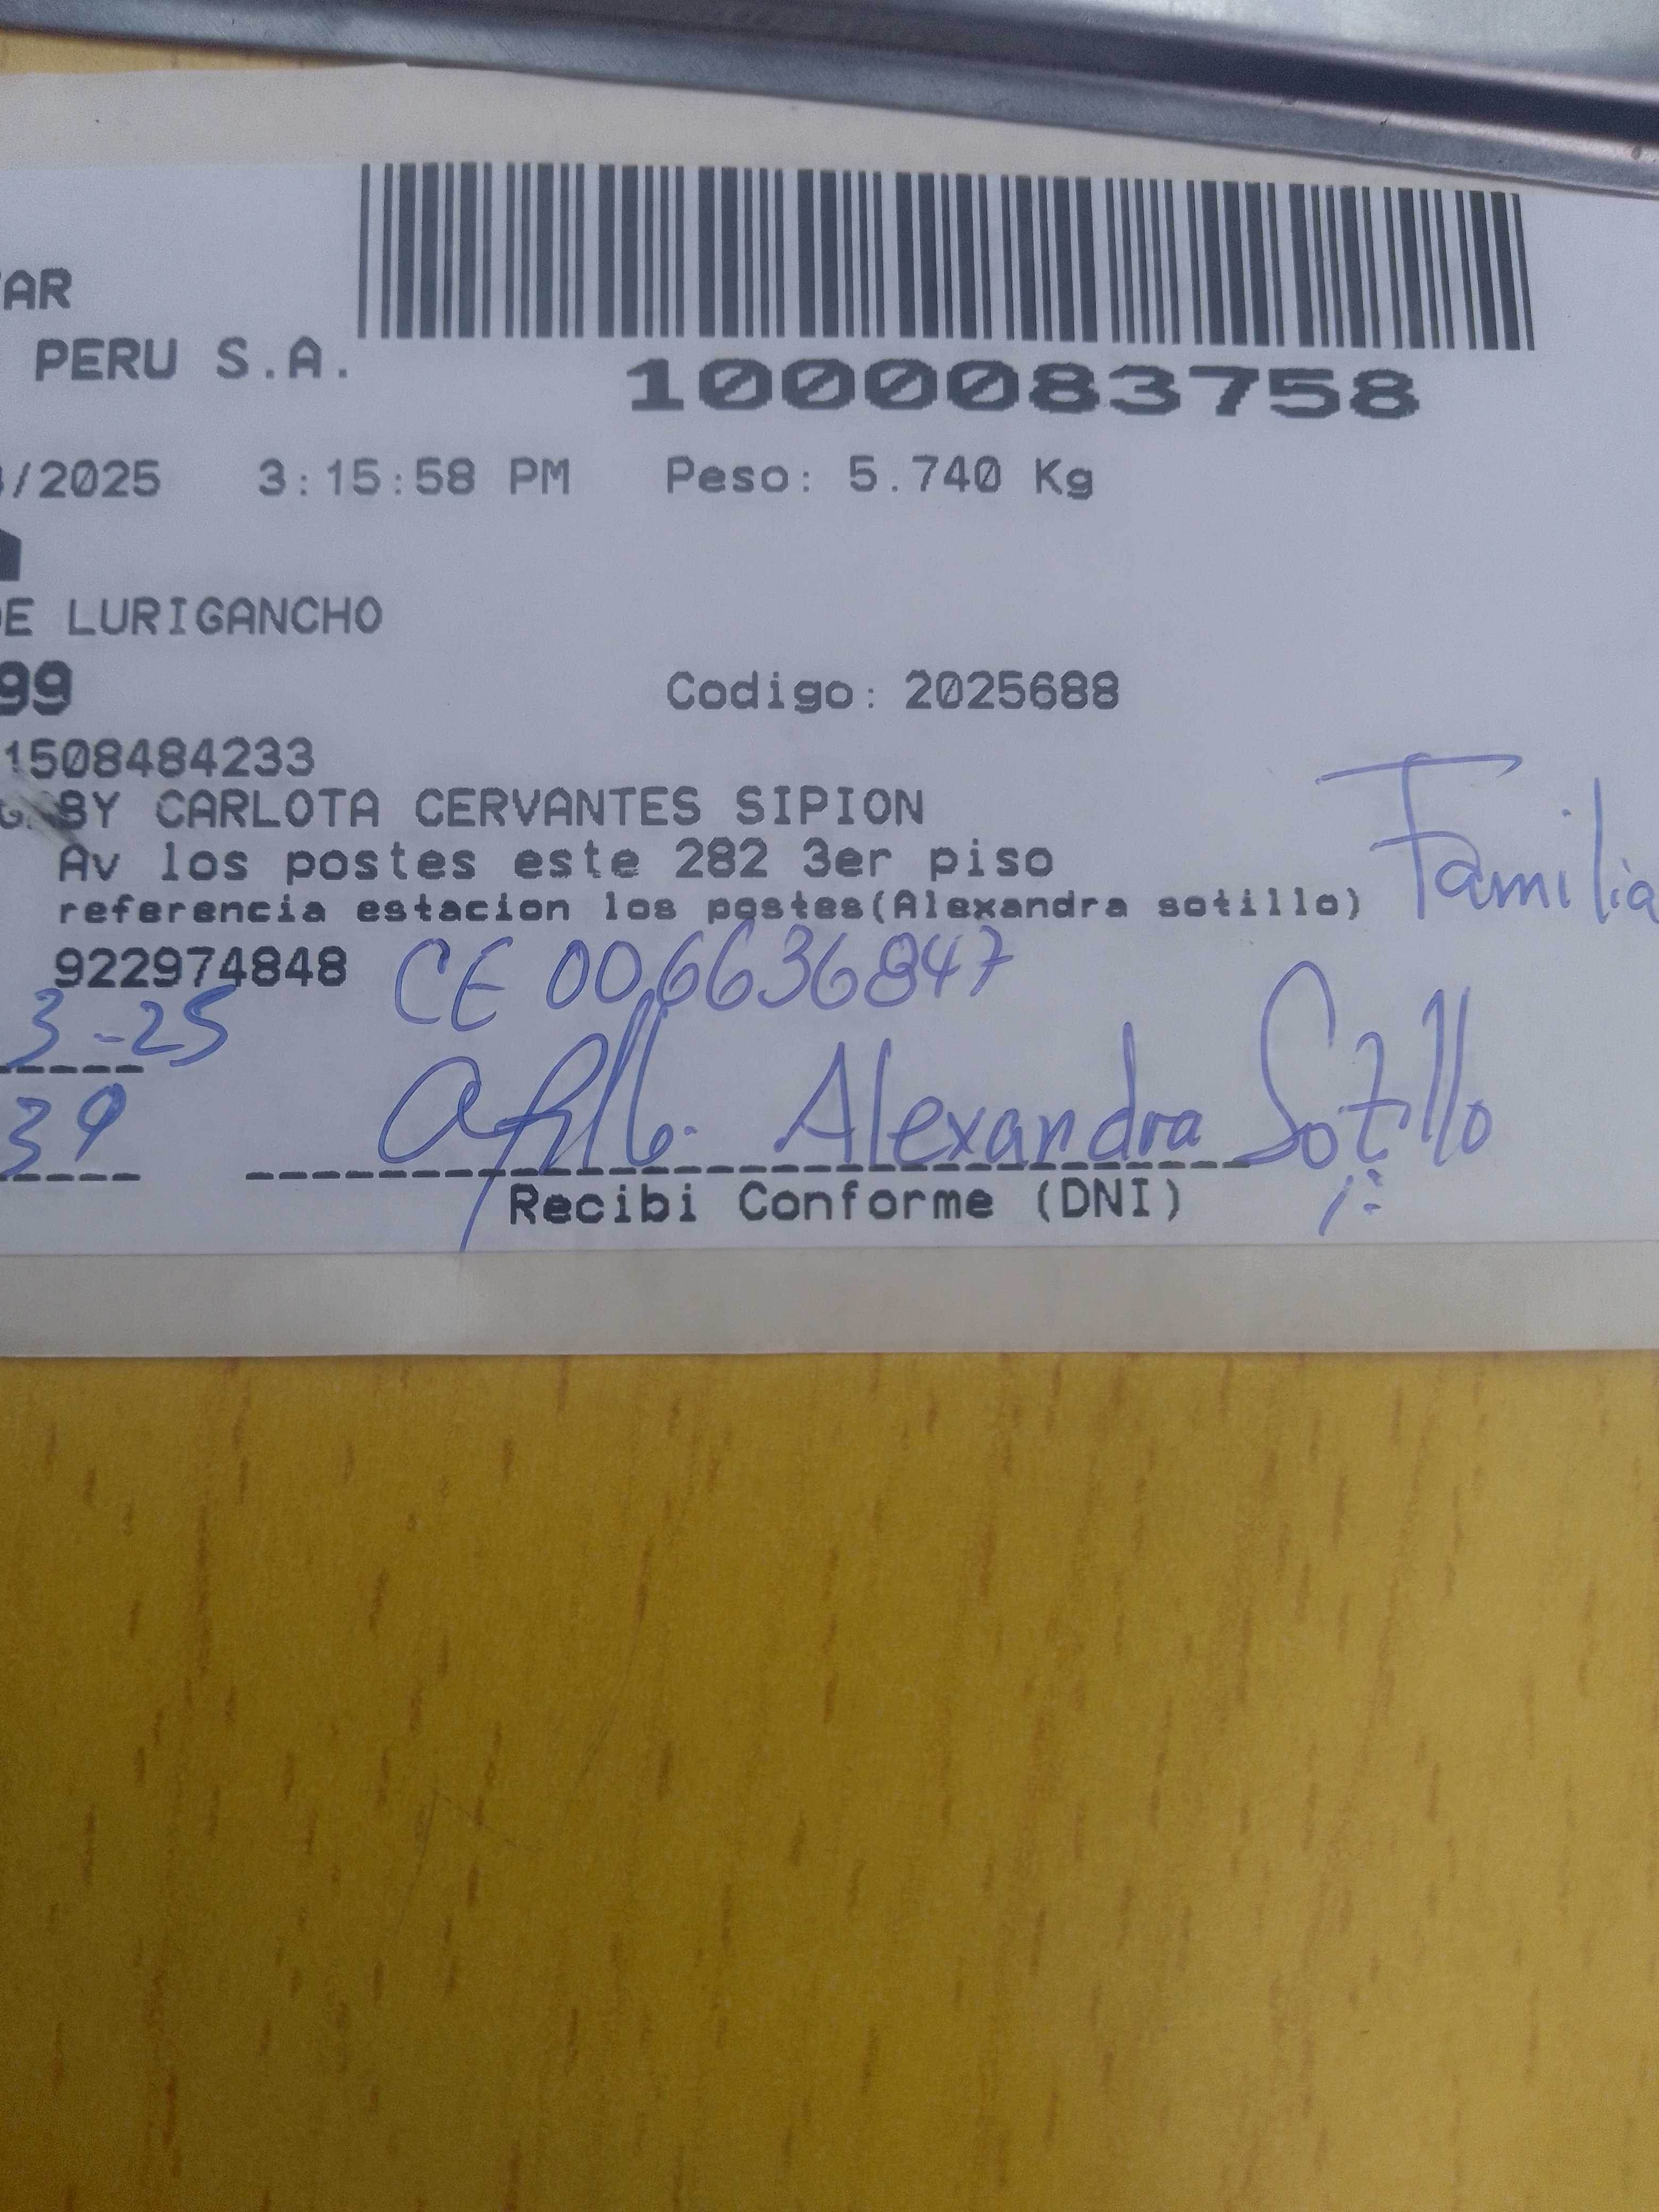 AR
PERU S.A.
1000083758
/2025 3:15:58 PM Peso: 5.740 Kg
E LURIGANCHO
99 Codigo: 2025688
1508484233
BY CARLOTA CERVANTES SIPION
Av los postes este 282 3er piso
referencia estacion los postes(Alexandra sotillo) Familia
922974848 CE 006636847
3-25
39 Alexandra Sotillo
Recibi Conforme (DNI)